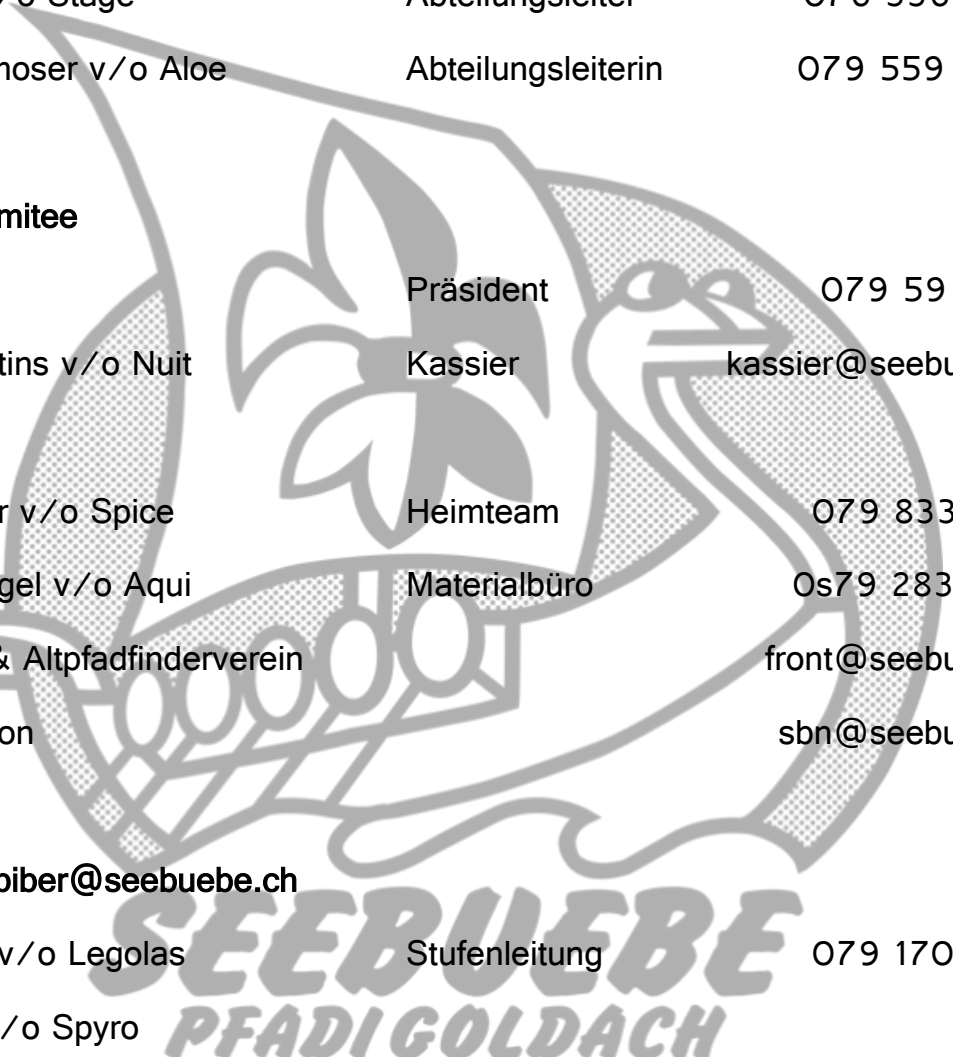 v/o Stage Abteilungsleiter
moser v/o Aloe Abteilungsleiterin 079 559
mitee
Präsident 079 59
tins v/o Nuit Kassier kassier@seebu
r v/o Spice Heimteam 079 833
gel v/o Aqui Materialbüro 0s79 283
& Altpfadfinderverein front@seebu
on sbn@seebu
biber@seebuebe.ch
v/o Legolas Stufenleitung 079 170
/o Spyro
SEEBUEBE
PFADI GOLDACH